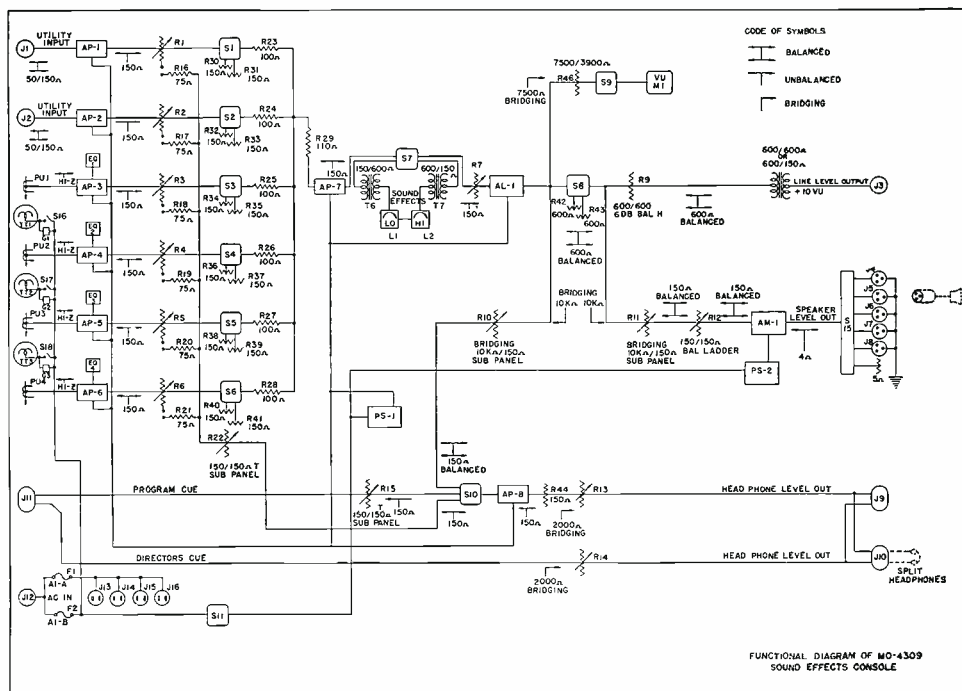 UTILITY INPUT
J1
AP-1
50/150Ω
150Ω
R1
R16
75Ω
S1
R30
150Ω
R31
150Ω
R23
100Ω
UTILITY INPUT
J2
AP-2
50/150Ω
150Ω
R2
R17
75Ω
S2
R32
150Ω
R33
150Ω
R24
100Ω
PU1
HI-Z
AP-3
150Ω
R3
R18
75Ω
S3
R34
150Ω
R35
150Ω
R25
100Ω
S16
PU2
HI-Z
AP-4
150Ω
R4
R19
75Ω
S4
R36
150Ω
R37
150Ω
R26
100Ω
S17
PU3
HI-Z
AP-5
150Ω
R5
R20
75Ω
S5
R38
150Ω
R39
150Ω
R27
100Ω
S18
PU4
HI-Z
AP-6
150Ω
R6
R21
75Ω
S6
R40
150Ω
R41
150Ω
R28
100Ω
R22
150/150Ω T
SUB PANEL
R29
110Ω
150Ω
AP-7
150/600Ω
T6
S7
SOUND
EFFECTS
LO
L1
HI
L2
600/150Ω
T7
R7
150Ω
AL-1
7500Ω
BRIDGING
7500/3900Ω
R46
S9
VU
M1
CODE OF SYMBOLS
BALANCED
UNBALANCED
BRIDGING
S8
R42
600Ω
R43
600Ω
600Ω
BALANCED
R9
600/600
6 DB BAL H
600Ω
BALANCED
600/600Ω
OR
600/150Ω
LINE LEVEL OUTPUT
+10 VU
J3
R10
BRIDGING
10KΩ/150Ω
SUB PANEL
BRIDGING
10KΩ 10KΩ
R11
BRIDGING
10KΩ/150Ω
SUB PANEL
150Ω
BALANCED
R12
150/150Ω
BAL LADDER
150Ω
BALANCED
AM-1
PS-2
SPEAKER
LEVEL OUT
4Ω
S
15
J4
J5
J6
J7
J8
5Ω
PS-1
150Ω
BALANCED
J11
PROGRAM CUE
R15
T
150/150Ω
SUB PANEL
150Ω
S10
150Ω
AP-8
150Ω
R44
150Ω
2000Ω
BRIDGING
R13
HEAD PHONE LEVEL OUT
J9
DIRECTORS CUE
2000Ω
BRIDGING
R14
HEAD PHONE LEVEL OUT
J10
SPLIT
HEADPHONES
J12
A1-A
F1
AC IN
A1-B
F2
J13
J14
J15
J16
S11
FUNCTIONAL DIAGRAM OF MO-4309
SOUND EFFECTS CONSOLE